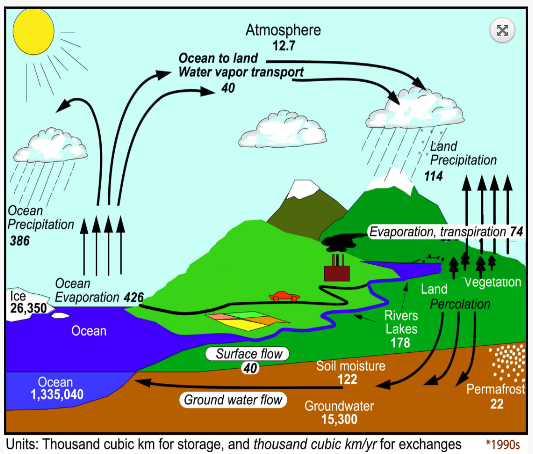 Atmosphere
12.7
Ocean to land
Water vapor transport
40
Land
Precipitation
114
Ocean
Precipitation
386
Evaporation, transpiration 74
Ocean
Evaporation 426
Ice
26,350
Vegetation
Land
Percolation
Ocean
Rivers
Lakes
178
Surface flow
40
Soil moisture
122
Ocean
1,335,040
Ground water flow
Permafrost
22
Groundwater
15,300
Units: Thousand cubic km for storage, and thousand cubic km/yr for exchanges *1990s